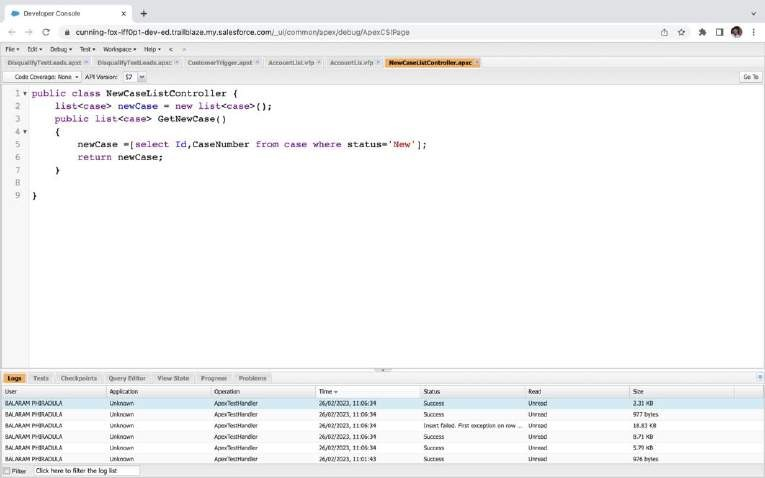 Developer Console
cunning-fox-lff0p1-dev-ed.trailblaze.my.salesforce.com/_ui/common/apex/debug/ApexCSIPage
File Edit Debug Test Workspace Help < >
DisqualifyTestLeads.apxt DisqualifyTestLeads.apxc CustomerTrigger.apxt AccountList.vfp AccountLis.vfp NewCaseListController.apxc
Code Coverage: None API Version: 57 Go To
1 public class NewCaseListController {
2 list<case> newCase = new list<case>();
3 public list<case> GetNewCase()
4 {
5 newCase =[select Id,CaseNumber from case where status='New'];
6 return newCase;
7 }
8
9 }
Logs Tests Checkpoints Query Editor View State Progress Problems
User Application Operation Time Status Read Size
BALARAM PHIRADULA Unknown ApexTestHandler 26/02/2023, 11:06:34 Success Unread 2.31 KB
BALARAM PHIRADULA Unknown ApexTestHandler 26/02/2023, 11:06:34 Success Unread 977 bytes
BALARAM PHIRADULA Unknown ApexTestHandler 26/02/2023, 11:06:34 Insert failed. First exception on row ... Unread 18.83 KB
BALARAM PHIRADULA Unknown ApexTestHandler 26/02/2023, 11:06:34 Success Unread 8.71 KB
BALARAM PHIRADULA Unknown ApexTestHandler 26/02/2023, 11:06:34 Success Unread 5.79 KB
BALARAM PHIRADULA Unknown ApexTestHandler 26/02/2023, 11:01:43 Success Unread 976 bytes
Filter Click here to filter the log list